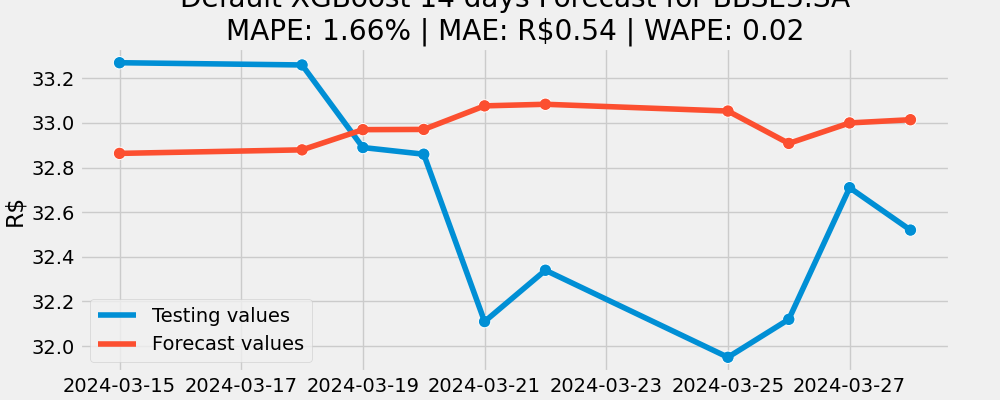 Default XGBoost 14 days Forecast for BBSE3.SA
MAPE: 1.66% | MAE: R$0.54 | WAPE: 0.02
33.2
33.0
32.8
32.6
32.4
32.2
32.0
R$
Testing values
Forecast values
2024-03-15 2024-03-17 2024-03-19 2024-03-21 2024-03-23 2024-03-25 2024-03-27